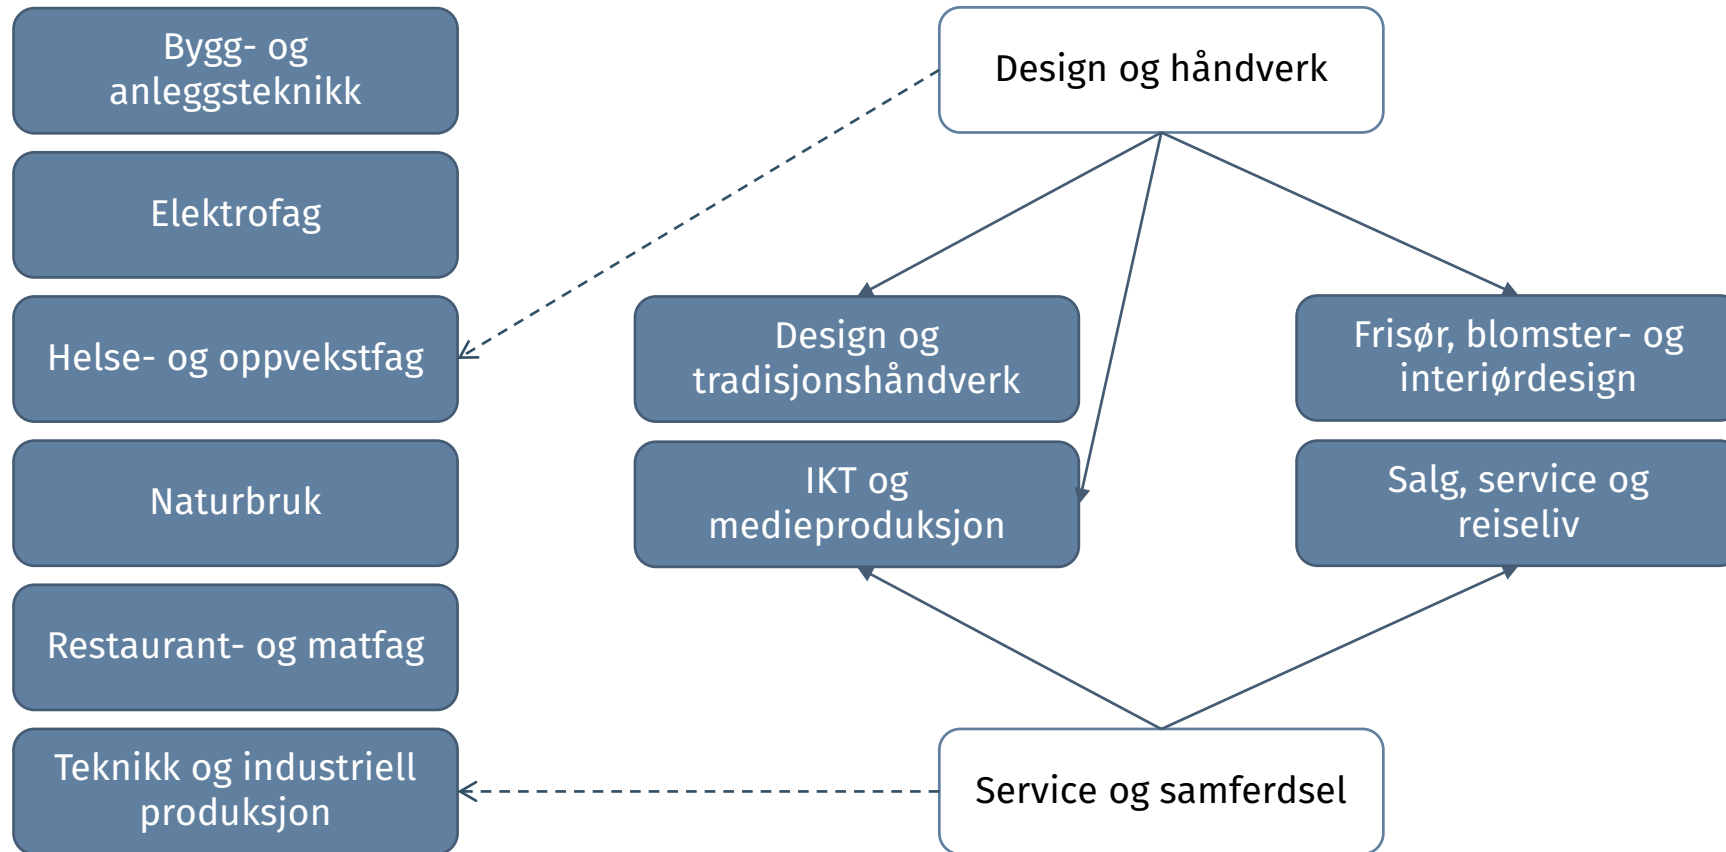 Bygg- og
anleggsteknikk
Elektrofag
Helse- og oppvekstfag
Naturbruk
Restaurant- og matfag
Teknikk og industriell
produksjon
Design og håndverk
Design og
tradisjonshåndverk
Frisør, blomster- og
interiørdesign
IKT og
medieproduksjon
Salg, service og
reiseliv
Service og samferdsel